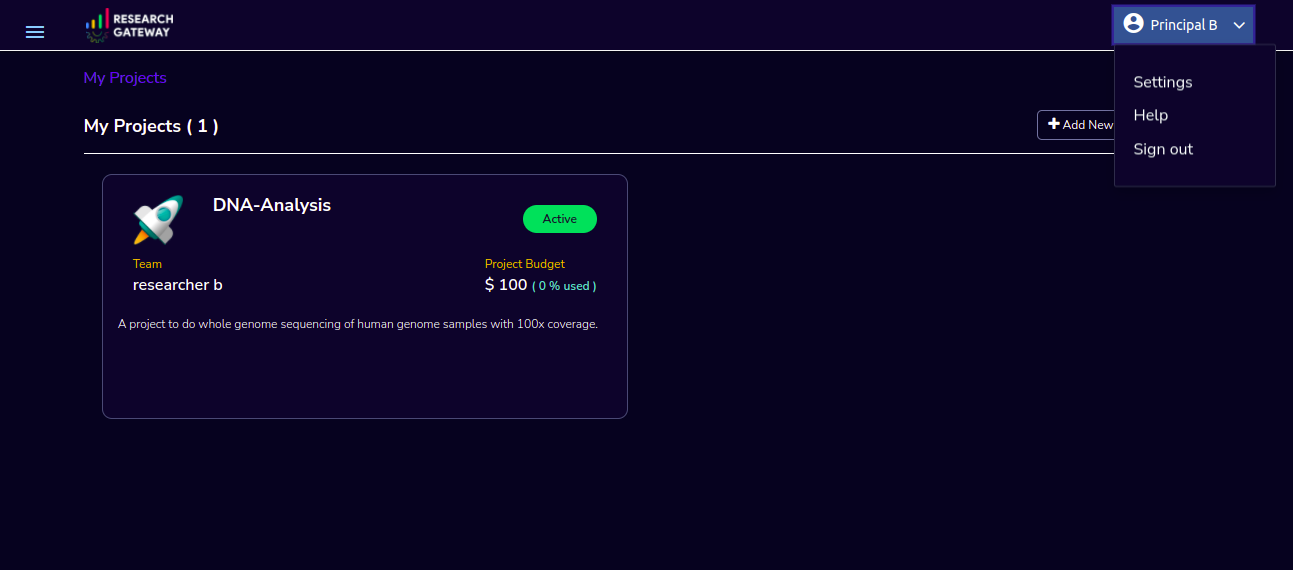 RESEARCH
GATEWAY
Principal B
My Projects
Settings
Help
Sign out
My Projects ( 1 )
Add New
DNA-Analysis
Active
Team
Project Budget
researcher b
$ 100 ( 0 % used )
A project to do whole genome sequencing of human genome samples with 100x coverage.